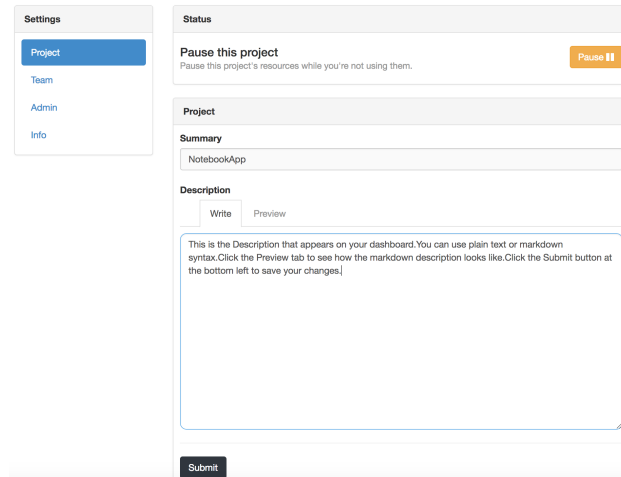 Settings
Project
Team
Admin
Info
Status
Pause this project
Pause this project's resources while you're not using them.
Pause
Project
Summary
NotebookApp
Description
Write
Preview
This is the Description that appears on your dashboard.You can use plain text or markdown
syntax.Click the Preview tab to see how the markdown description looks like.Click the Submit button at
the bottom left to save your changes.
Submit